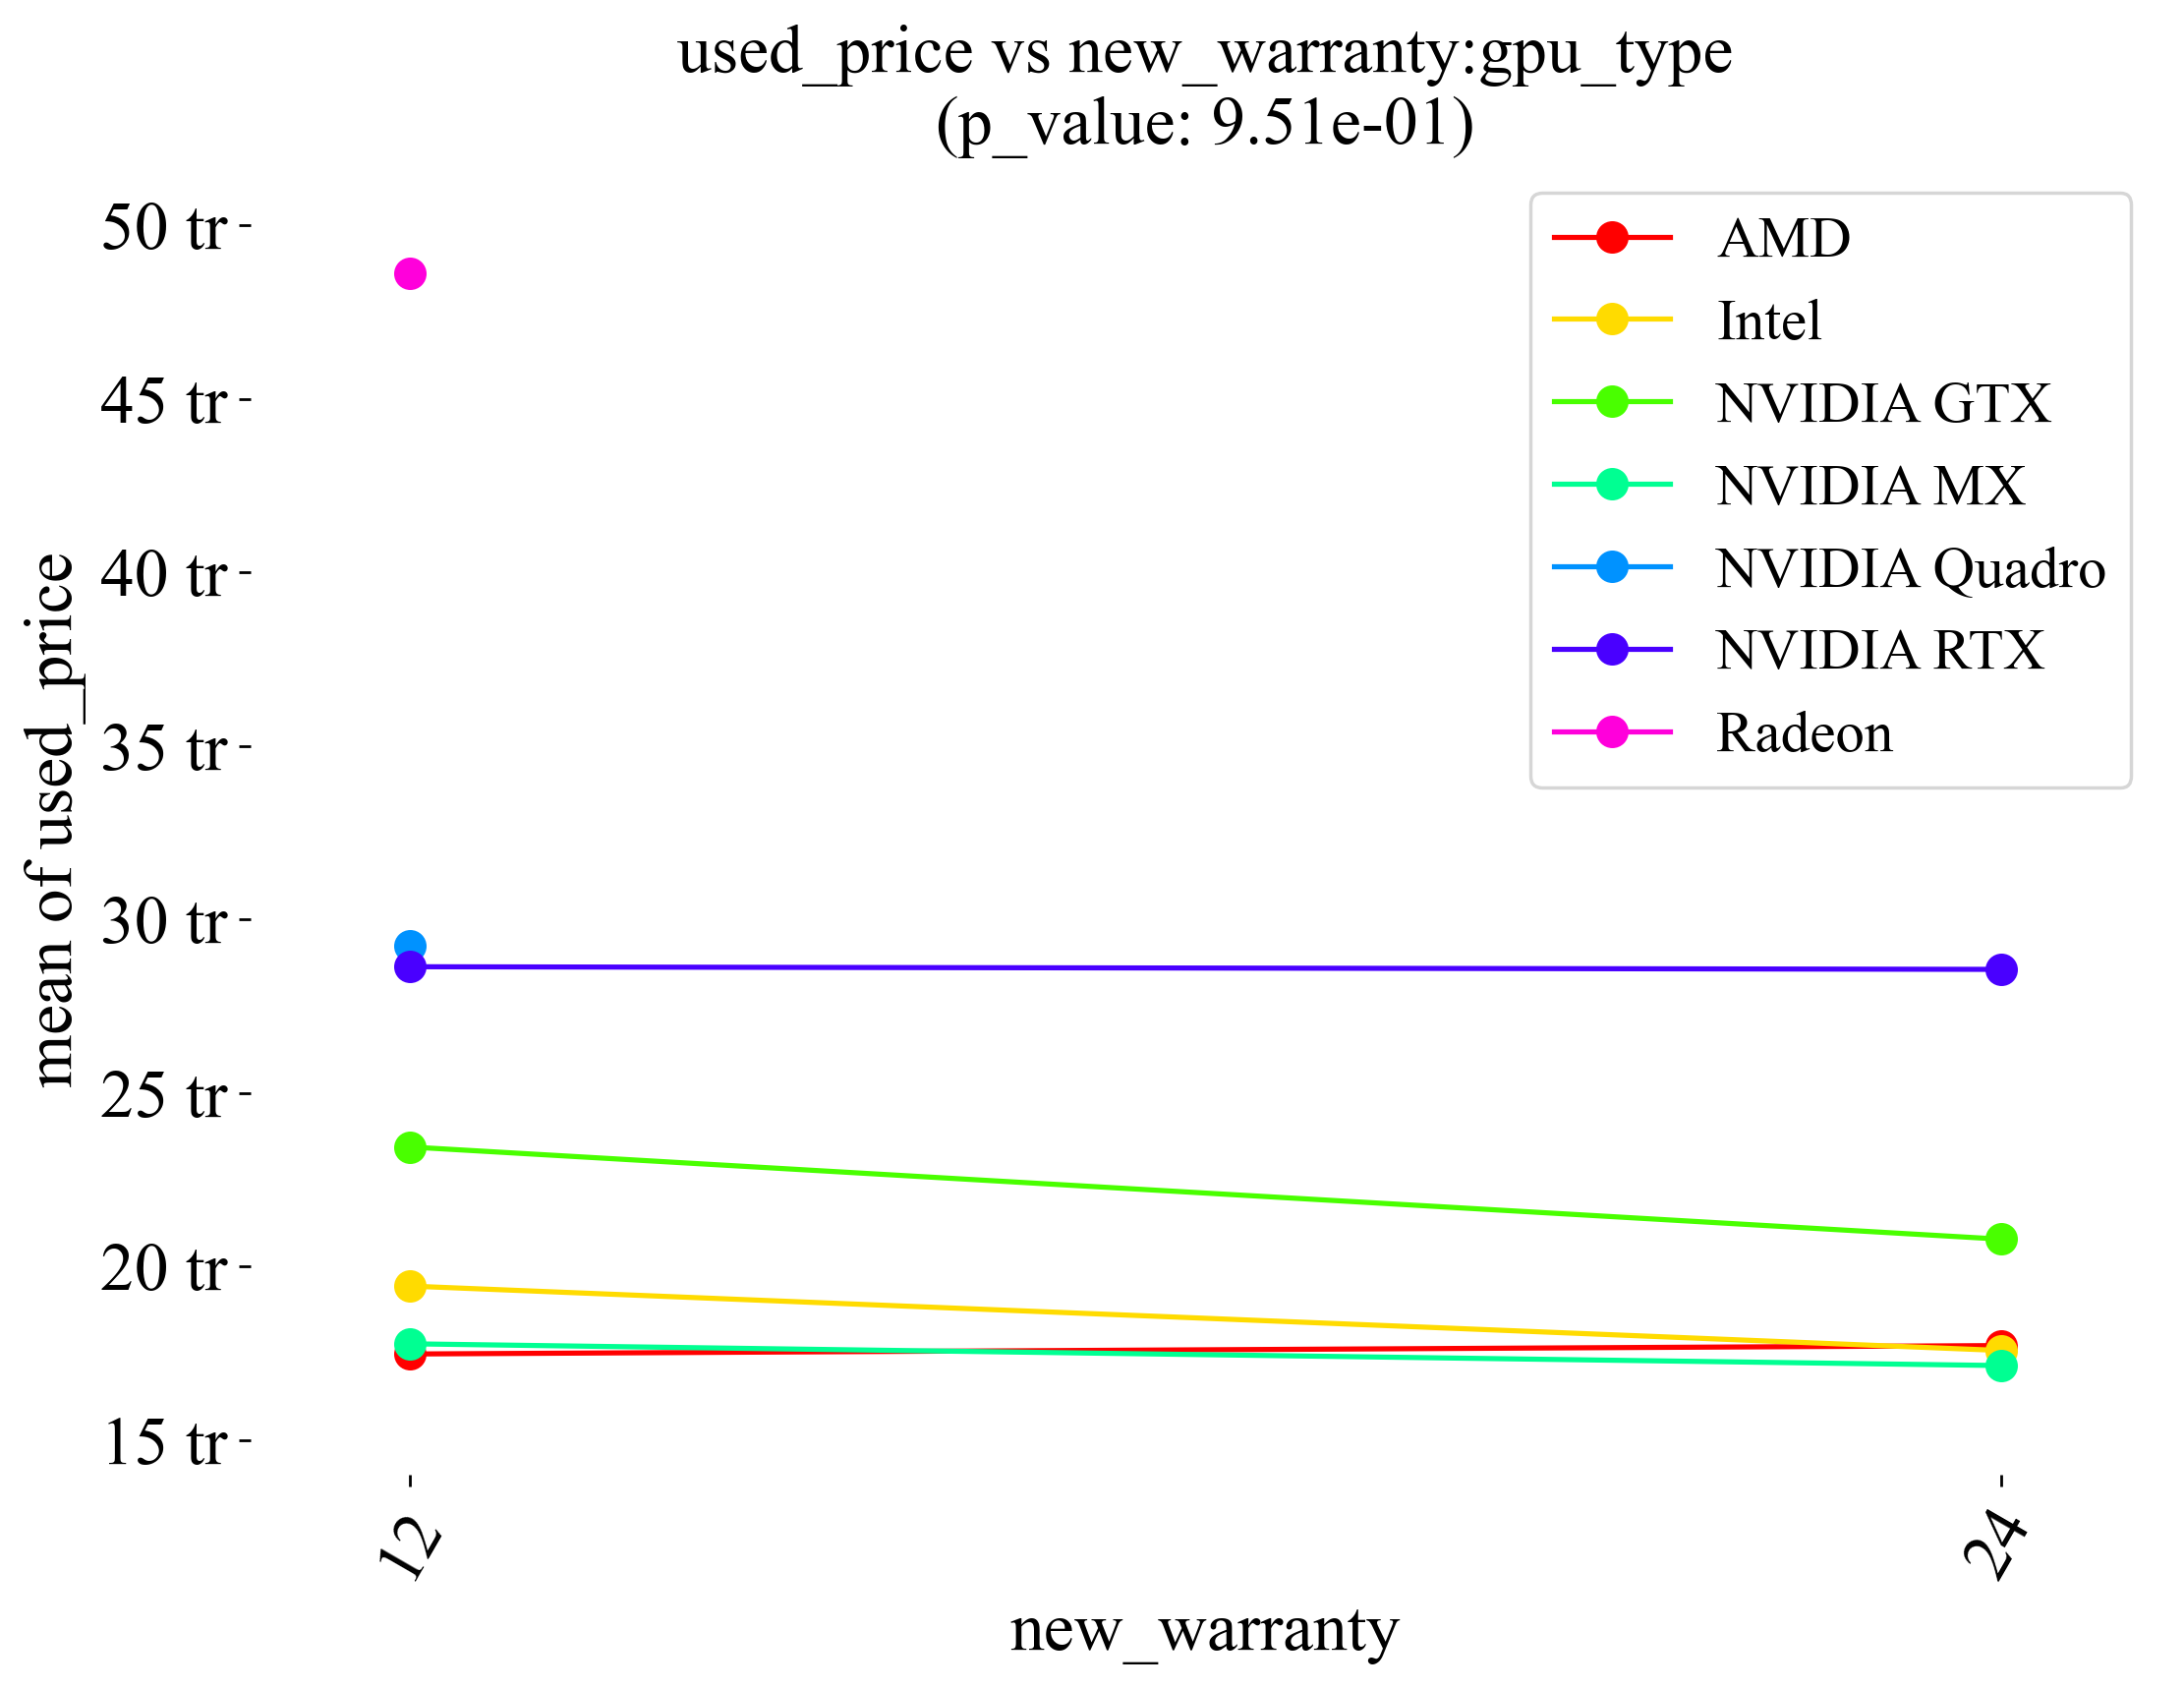 used_price vs new_warranty:gpu_type
(p_value: 9.51e-01)
50 tr
45 tr
40 tr
35 tr
30 tr
25 tr
20 tr
15 tr
mean of used_price
AMD
Intel
NVIDIA GTX
NVIDIA MX
NVIDIA Quadro
NVIDIA RTX
Radeon
12
24
new_warranty